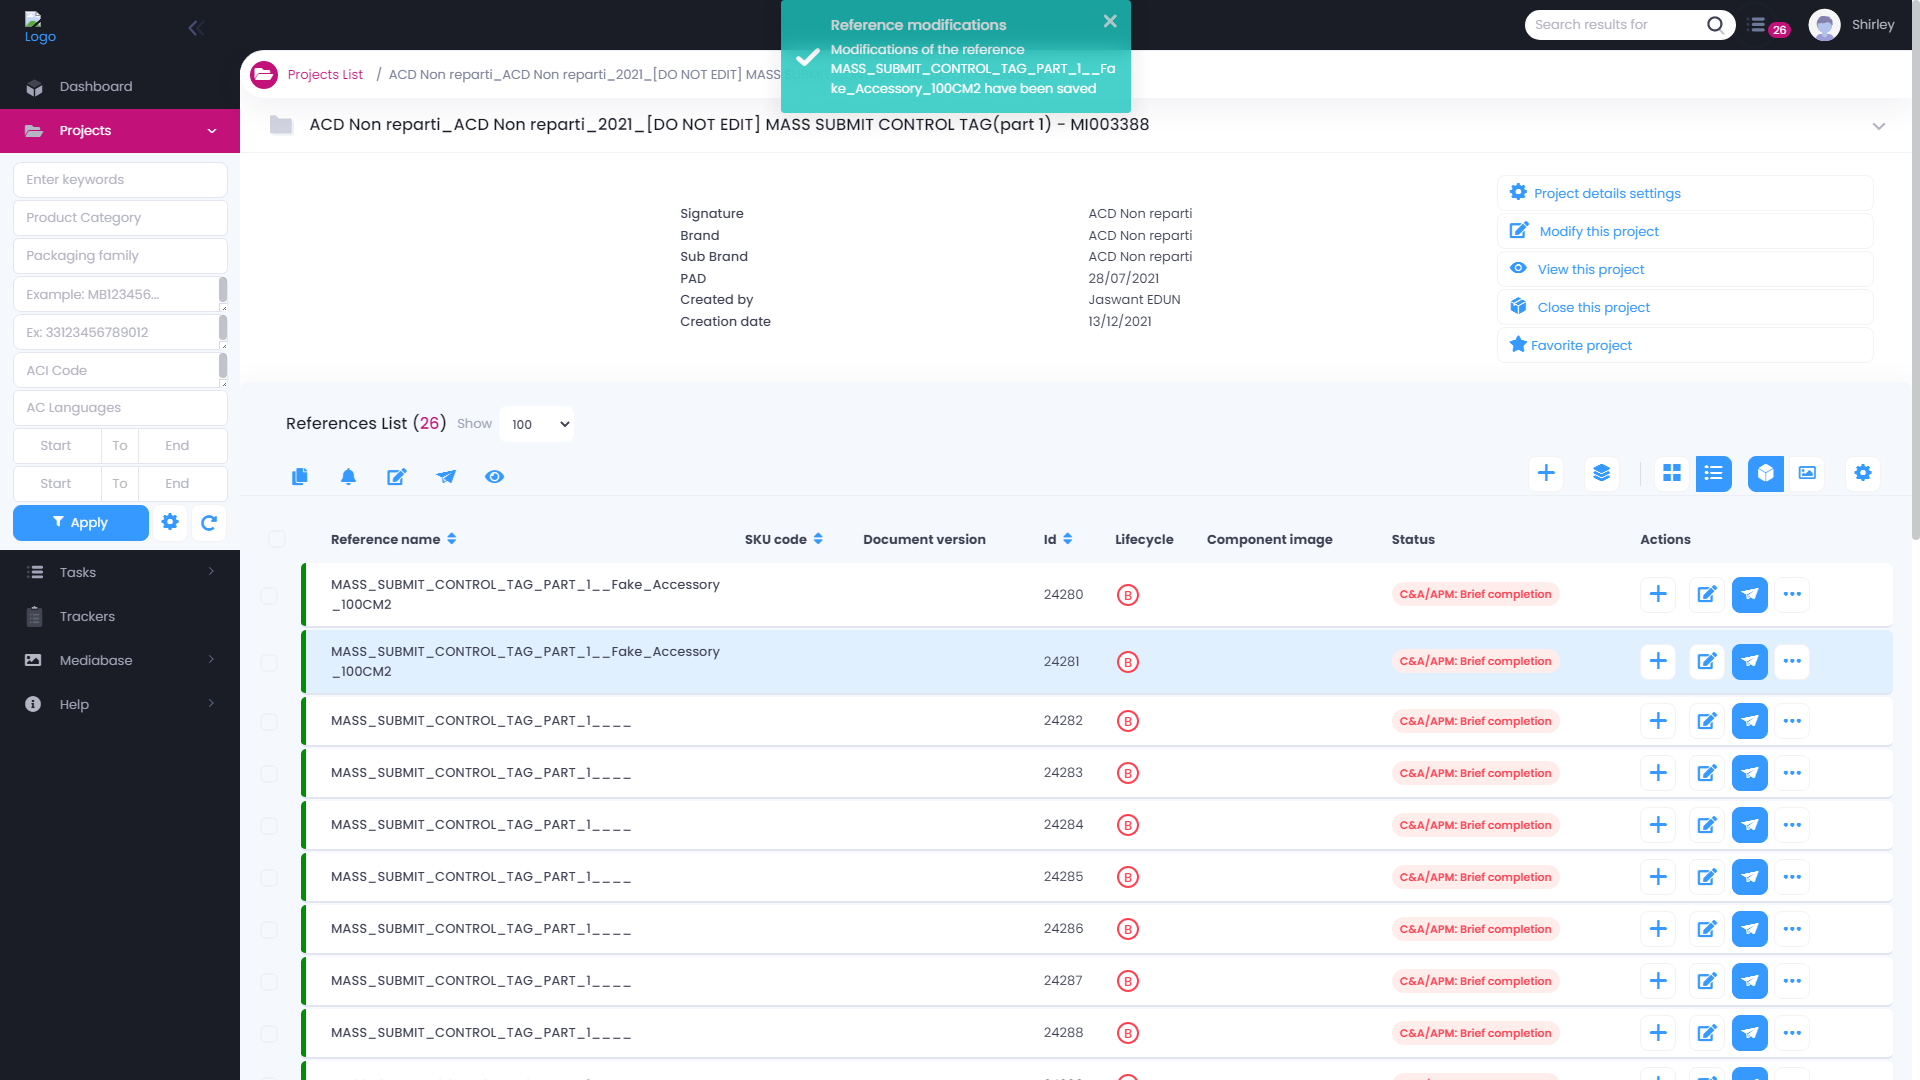 Logo
Reference modifications
Modifications of the reference
MASS_SUBMIT_CONTROL_TAG_PART_1__Fa
ke_Accessory_100CM2 have been saved
Search results for
26
Shirley
Projects List / ACD Non reparti_ACD Non reparti_2021_[DO NOT EDIT] MASS
Dashboard
Projects
ACD Non reparti_ACD Non reparti_2021_[DO NOT EDIT] MASS SUBMIT CONTROL TAG(part 1) - MI003388
Enter keywords
Product Category
Packaging family
Example: MB123456...
Ex: 33123456789012
ACI Code
AC Languages
Start To End
Start To End
Apply
Tasks
Trackers
Mediabase
Help
Signature ACD Non reparti
Brand ACD Non reparti
Sub Brand ACD Non reparti
PAD 28/07/2021
Created by Jaswant EDUN
Creation date 13/12/2021
Project details settings
Modify this project
View this project
Close this project
Favorite project
References List (26) Show 100
Reference name SKU code Document version Id Lifecycle Component image Status Actions
MASS_SUBMIT_CONTROL_TAG_PART_1__Fake_Accessory
_100CM2
24280 B C&A/APM: Brief completion
MASS_SUBMIT_CONTROL_TAG_PART_1__Fake_Accessory
_100CM2
24281 B C&A/APM: Brief completion
MASS_SUBMIT_CONTROL_TAG_PART_1____ 24282 B C&A/APM: Brief completion
MASS_SUBMIT_CONTROL_TAG_PART_1____ 24283 B C&A/APM: Brief completion
MASS_SUBMIT_CONTROL_TAG_PART_1____ 24284 B C&A/APM: Brief completion
MASS_SUBMIT_CONTROL_TAG_PART_1____ 24285 B C&A/APM: Brief completion
MASS_SUBMIT_CONTROL_TAG_PART_1____ 24286 B C&A/APM: Brief completion
MASS_SUBMIT_CONTROL_TAG_PART_1____ 24287 B C&A/APM: Brief completion
MASS_SUBMIT_CONTROL_TAG_PART_1____ 24288 B C&A/APM: Brief completion